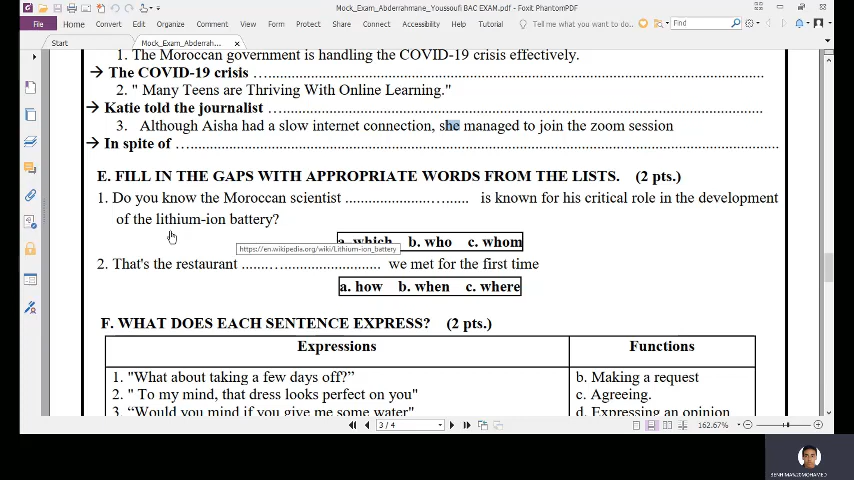 Mock_Exam_Abderrahmane_Youssoufi BAC EXAM.pdf - Foxit PhantomPDF
File Home Convert Edit Organize Comment View Form Protect Share Connect Accessibility Help Tutorial Tell me what you want to do... Find
Start Mock_Exam_Abderrah... ×
1. The Moroccan government is handling the COVID-19 crisis effectively.
→ The COVID-19 crisis ….........................................................................
2. " Many Teens are Thriving With Online Learning."
→ Katie told the journalist ….........................................................................
3. Although Aisha had a slow internet connection, she managed to join the zoom session
→ In spite of ….........................................................................
E. FILL IN THE GAPS WITH APPROPRIATE WORDS FROM THE LISTS. (2 pts.)
1. Do you know the Moroccan scientist ......................…...... is known for his critical role in the development
of the lithium-ion battery?
a. which b. who c. whom
https://en.wikipedia.org/wiki/Lithium-ion_battery
2. That's the restaurant .......…......................... we met for the first time
a. how b. when c. where
F. WHAT DOES EACH SENTENCE EXPRESS? (2 pts.)
Expressions Functions
1. "What about taking a few days off?” b. Making a request
2. " To my mind, that dress looks perfect on you" c. Agreeing.
3. “Would you mind if you give me some water" d. Expressing an opinion
3 / 4 162.67%
BENHIMANI MOHAMED